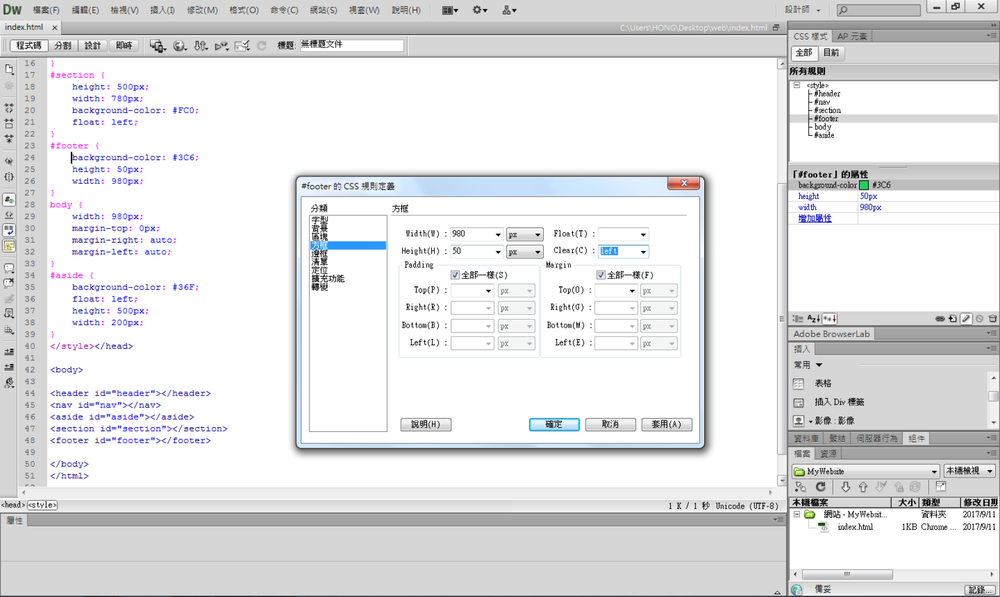 Dw 檔案(F) 編輯(E) 檢視(V) 插入(I) 修改(M) 格式(O) 命令(C) 網站(S) 視窗(W) 說明(H) 設計師
index.html C:\Users\HONG\Desktop\web\index.html
程式碼 分割 設計 即時 標題: 無標題文件
16 }
17 #section {
18 height: 500px;
19 width: 780px;
20 background-color: #FC0;
21 float: left;
22 }
23 #footer {
24 background-color: #3C6;
25 height: 50px;
26 width: 980px;
27 }
28 body {
29 width: 980px;
30 margin-top: 0px;
31 margin-right: auto;
32 margin-left: auto;
33 }
34 #aside {
35 background-color: #36F;
36 float: left;
37 height: 500px;
38 width: 200px;
39 }
40 </style></head>
41
42 <body>
43
44 <header id="header"></header>
45 <nav id="nav"></nav>
46 <aside id="aside"></aside>
47 <section id="section"></section>
48 <footer id="footer"></footer>
49
50 </body>
51 </html>
<head> <style>
1 K / 1 秒 Unicode (UTF-8)
屬性
#footer 的 CSS 規則定義
分類
字型
背景
區塊
方框
邊框
清單
定位
擴充功能
轉變
方框
Width(W) : 980 px Float(T) :
Height(H) : 50 px Clear(C) : left
Padding Margin
全部一樣(S) 全部一樣(F)
Top(P) : px Top(O) : px
Right(R) : px Right(G) : px
Bottom(B) : px Bottom(M) : px
Left(L) : px Left(E) : px
說明(H) 確定 取消 套用(A)
CSS 樣式 AP 元素
全部 目前
所有規則
<style>
#header
#nav
#section
#footer
body
#aside
「#footer」的屬性
background-color #3C6
height 50px
width 980px
增加屬性
Adobe BrowserLab
插入
常用
表格
插入 Div 標籤
影像 : 影像
資料庫 繫結 伺服器行為 組件
檔案 資源
MyWebsite 本機檢視
本機檔案 大小 類型 修改日期
網站 - MyWebsit... 資料夾 2017/9/11
index.html 1KB Chrome ... 2017/9/11
備妥 記錄...